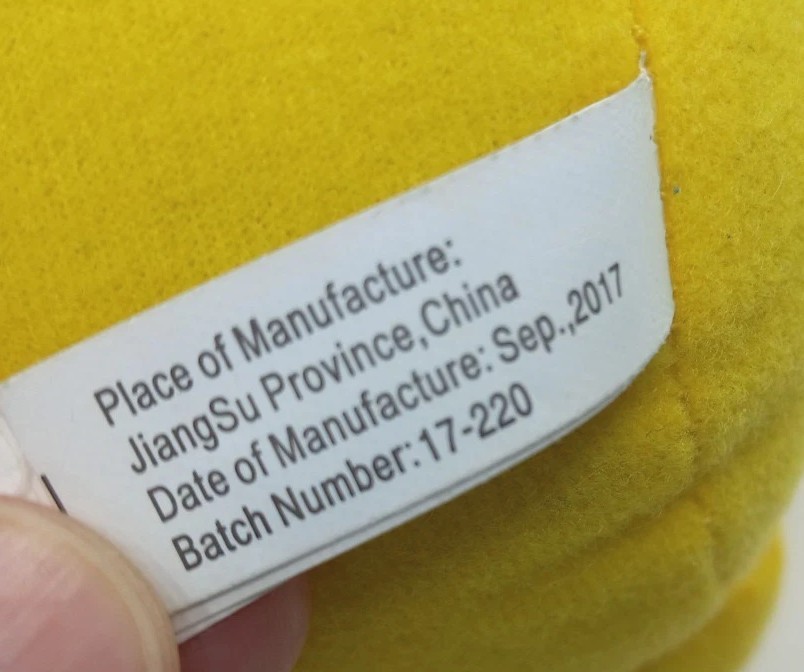 Place of Manufacture:
JiangSu Province,China
Date of Manufacture: Sep.,2017
Batch Number:17-220